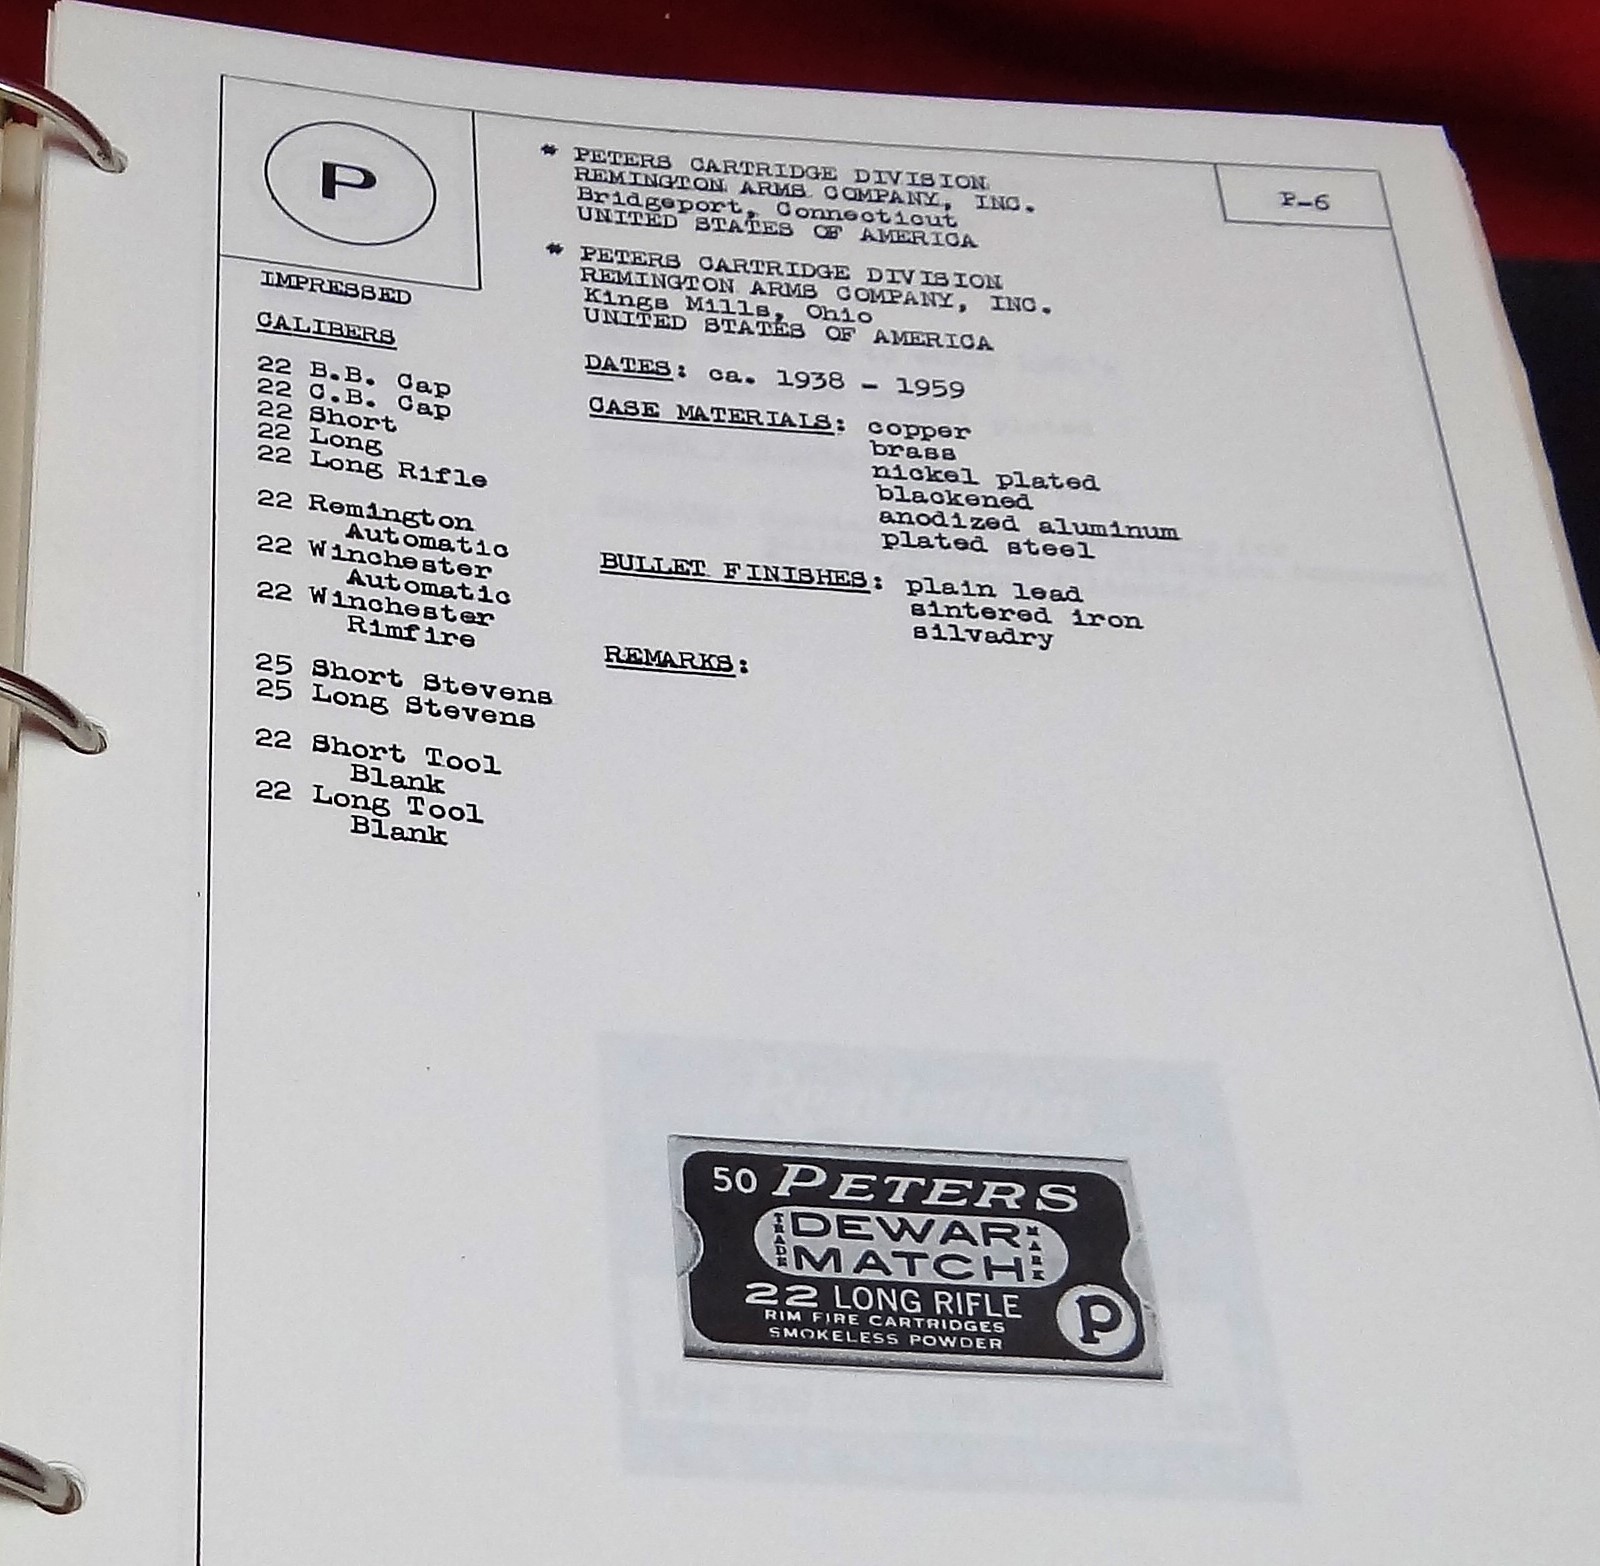 P
* PETERS CARTRIDGE DIVISION
REMINGTON ARMS COMPANY, INC.
Bridgeport, Connecticut
UNITED STATES OF AMERICA
P-6
* PETERS CARTRIDGE DIVISION
REMINGTON ARMS COMPANY, INC.
Kings Mills, Ohio
UNITED STATES OF AMERICA
IMPRESSED
CALIBERS
22 B.B. Cap
22 C.B. Cap
22 Short
22 Long
22 Long Rifle
22 Remington
Automatic
22 Winchester
Automatic
22 Winchester
Rimfire
25 Short Stevens
25 Long Stevens
22 Short Tool
Blank
22 Long Tool
Blank
DATES: ca. 1938 - 1959
CASE MATERIALS: copper
brass
nickel plated
blackened
anodized aluminum
plated steel
BULLET FINISHES: plain lead
sintered iron
silvadry
REMARKS:
50 PETERS
TRADE DEWAR MARK
MATCH
22 LONG RIFLE
RIM FIRE CARTRIDGES
SMOKELESS POWDER
P